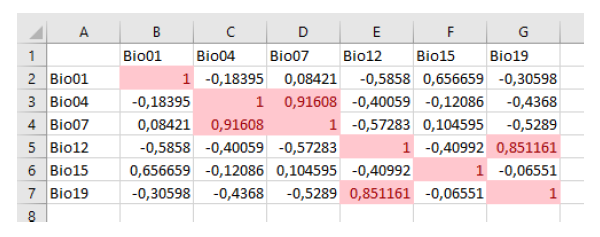 A B C D E F G
1 Bio01 Bio04 Bio07 Bio12 Bio15 Bio19
2 Bio01 1 -0,18395 0,08421 -0,5858 0,656659 -0,30598
3 Bio04 -0,18395 1 0,91608 -0,40059 -0,12086 -0,4368
4 Bio07 0,08421 0,91608 1 -0,57283 0,104595 -0,5289
5 Bio12 -0,5858 -0,40059 -0,57283 1 -0,40992 0,851161
6 Bio15 0,656659 -0,12086 0,104595 -0,40992 1 -0,06551
7 Bio19 -0,30598 -0,4368 -0,5289 0,851161 -0,06551 1
8